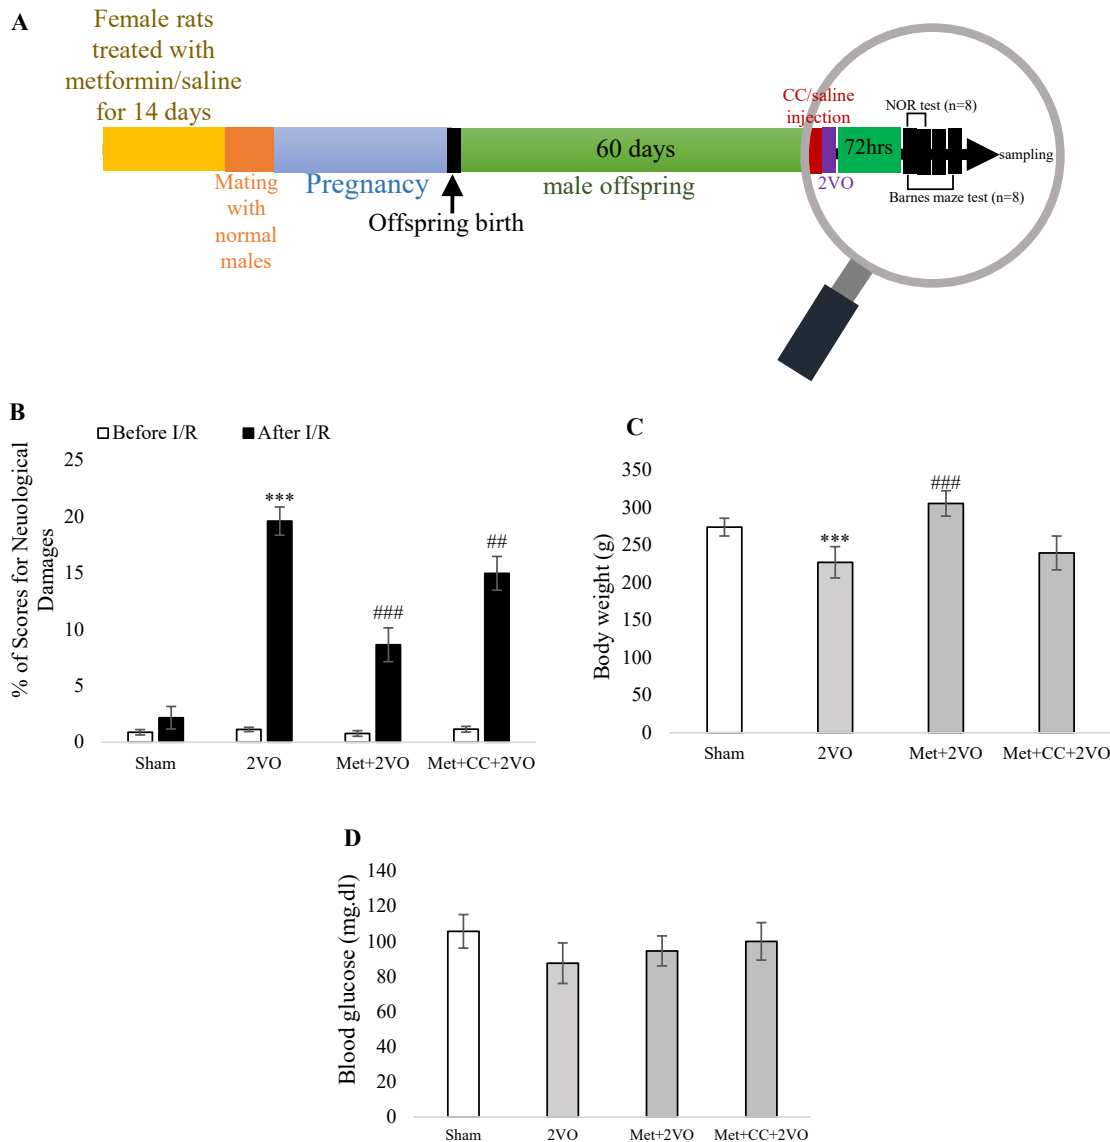 A
Female rats
treated with
metformin/saline
for 14 days
CC/saline
injection
NOR test (n=8)
60 days
72hrs
sampling
Mating
with
normal
males
Pregnancy
male offspring
2VO
Barnes maze test (n=8)
Offspring birth
B
Before I/R After I/R
% of Scores for Neuological
Damages
25
20
15
10
5
0
***
###
##
Sham 2VO Met+2VO Met+CC+2VO
C
Body weight (g)
350
300
250
200
150
100
50
0
***
###
Sham 2VO Met+2VO Met+CC+2VO
D
Blood glucose (mg.dl)
140
120
100
80
60
40
20
0
Sham 2VO Met+2VO Met+CC+2VO